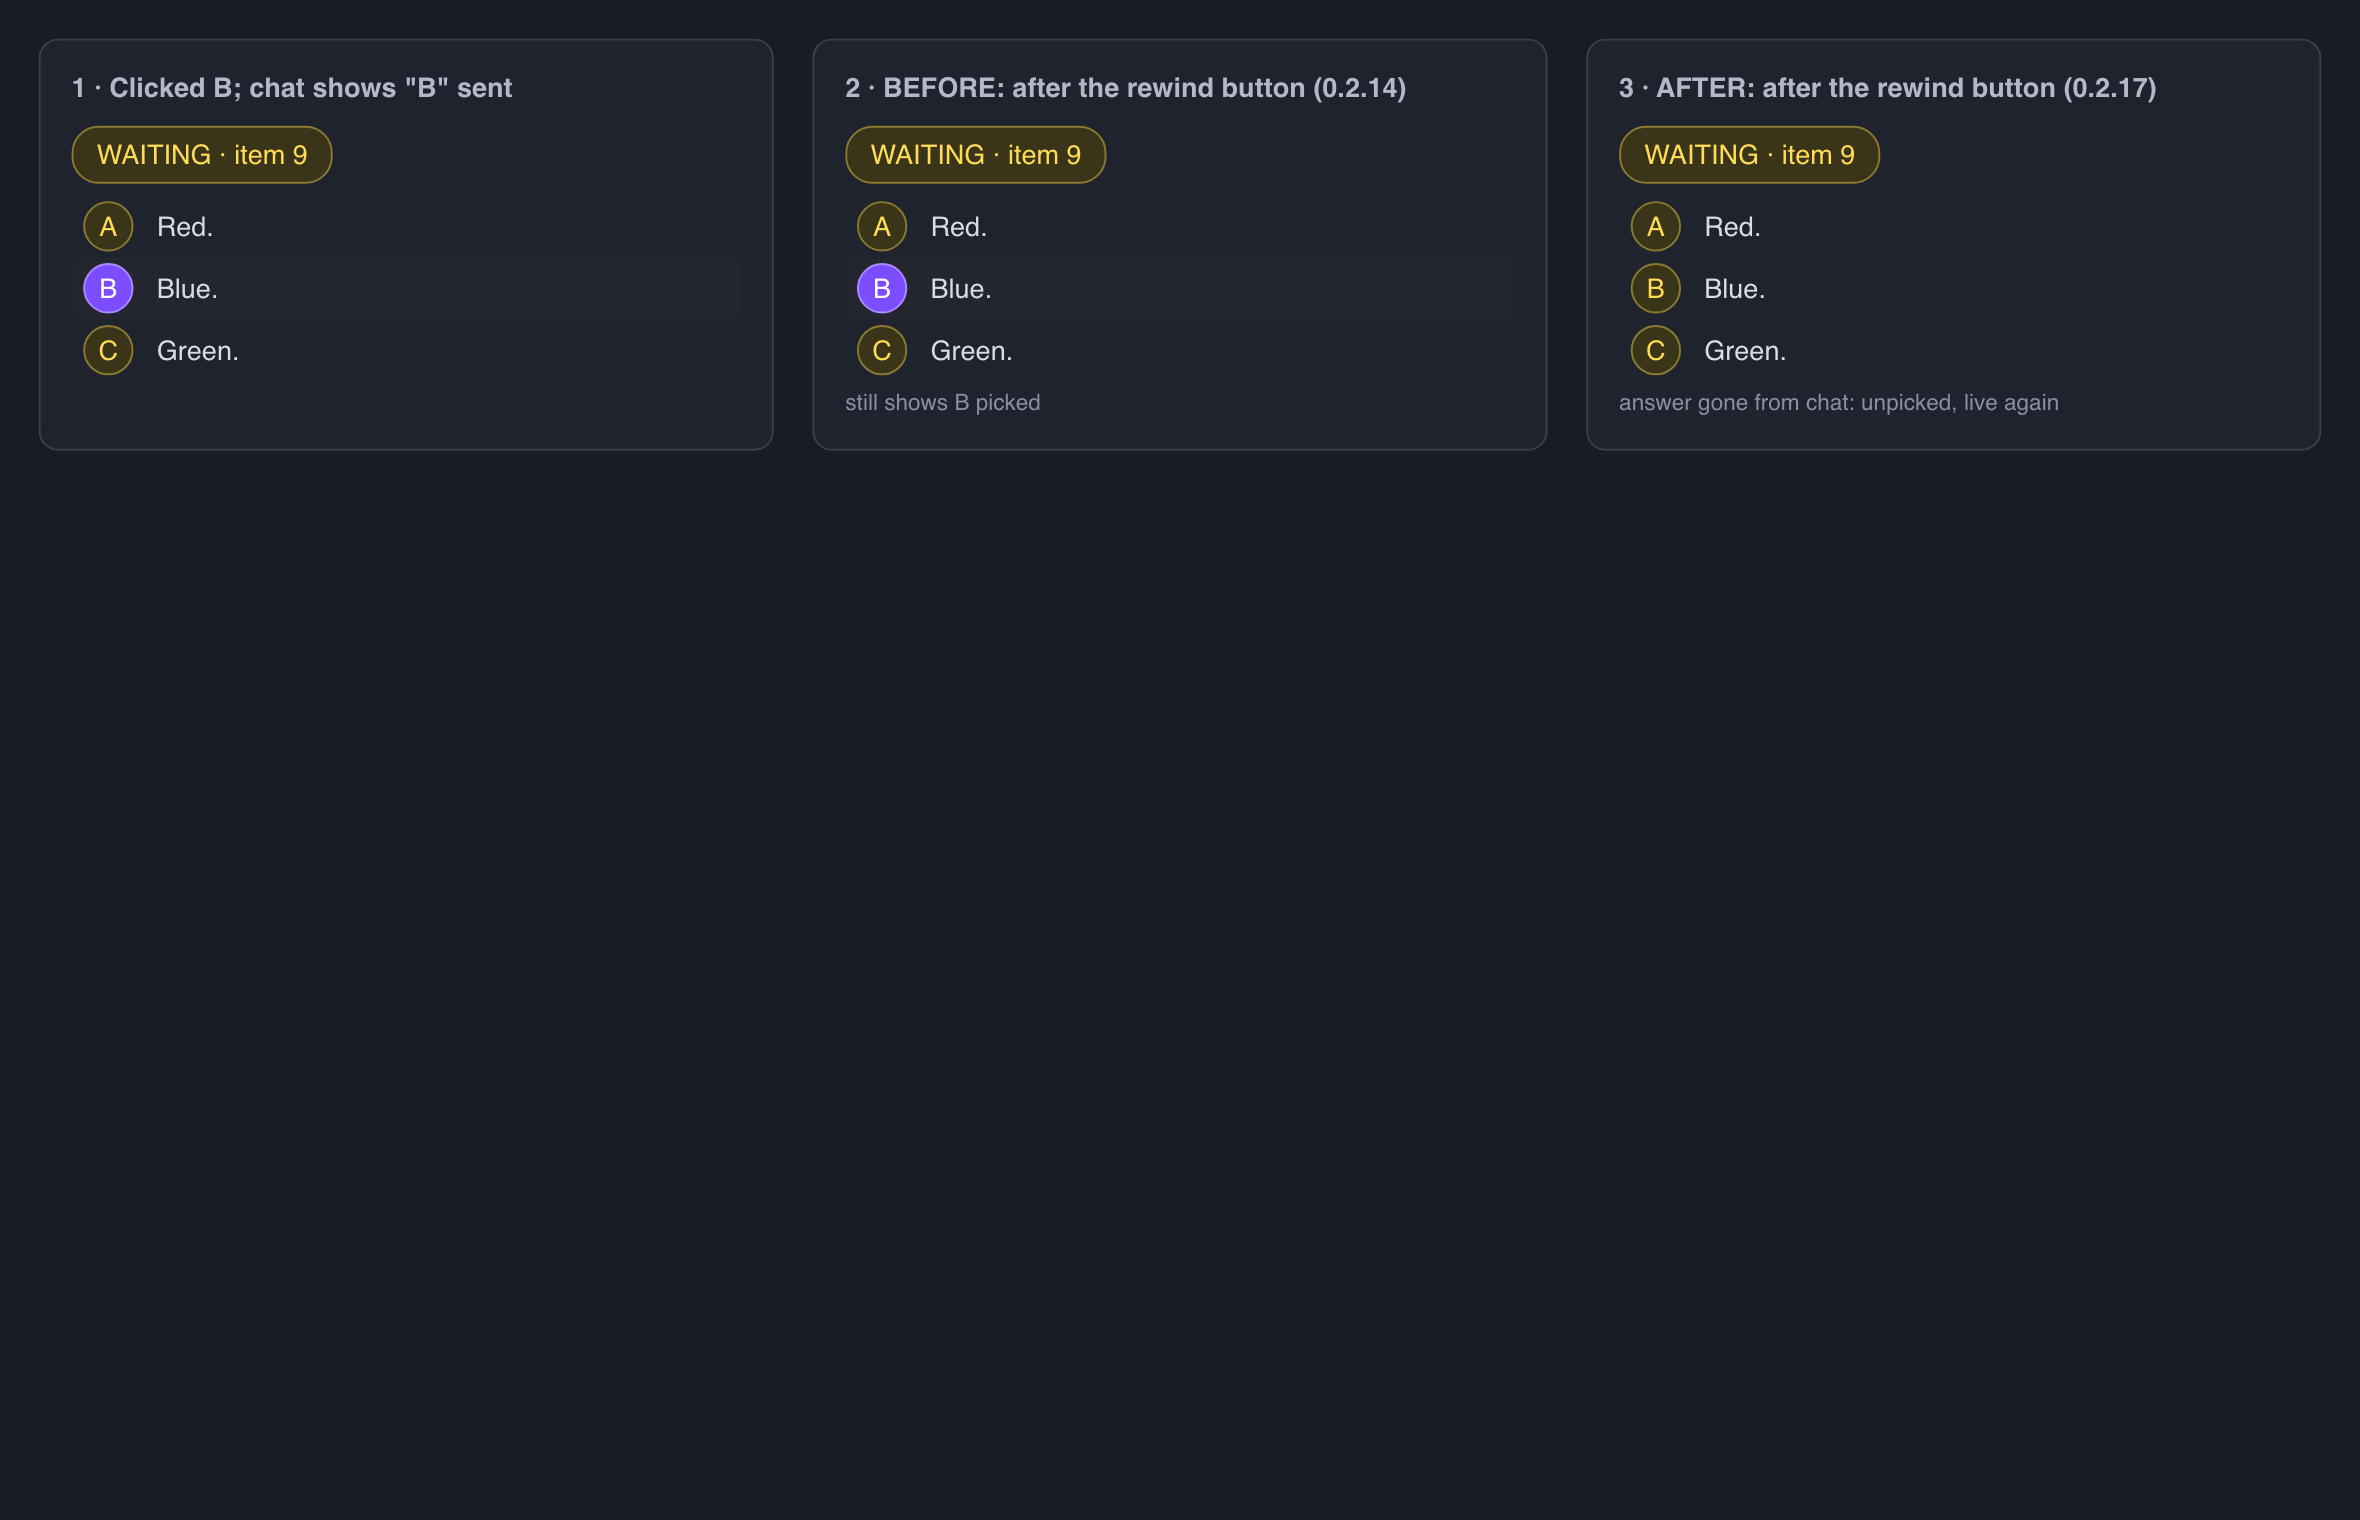 1 · Clicked B; chat shows "B" sent
WAITING · item 9
A Red.
B Blue.
C Green.
2 · BEFORE: after the rewind button (0.2.14)
WAITING · item 9
A Red.
B Blue.
C Green.
still shows B picked
3 · AFTER: after the rewind button (0.2.17)
WAITING · item 9
A Red.
B Blue.
C Green.
answer gone from chat: unpicked, live again